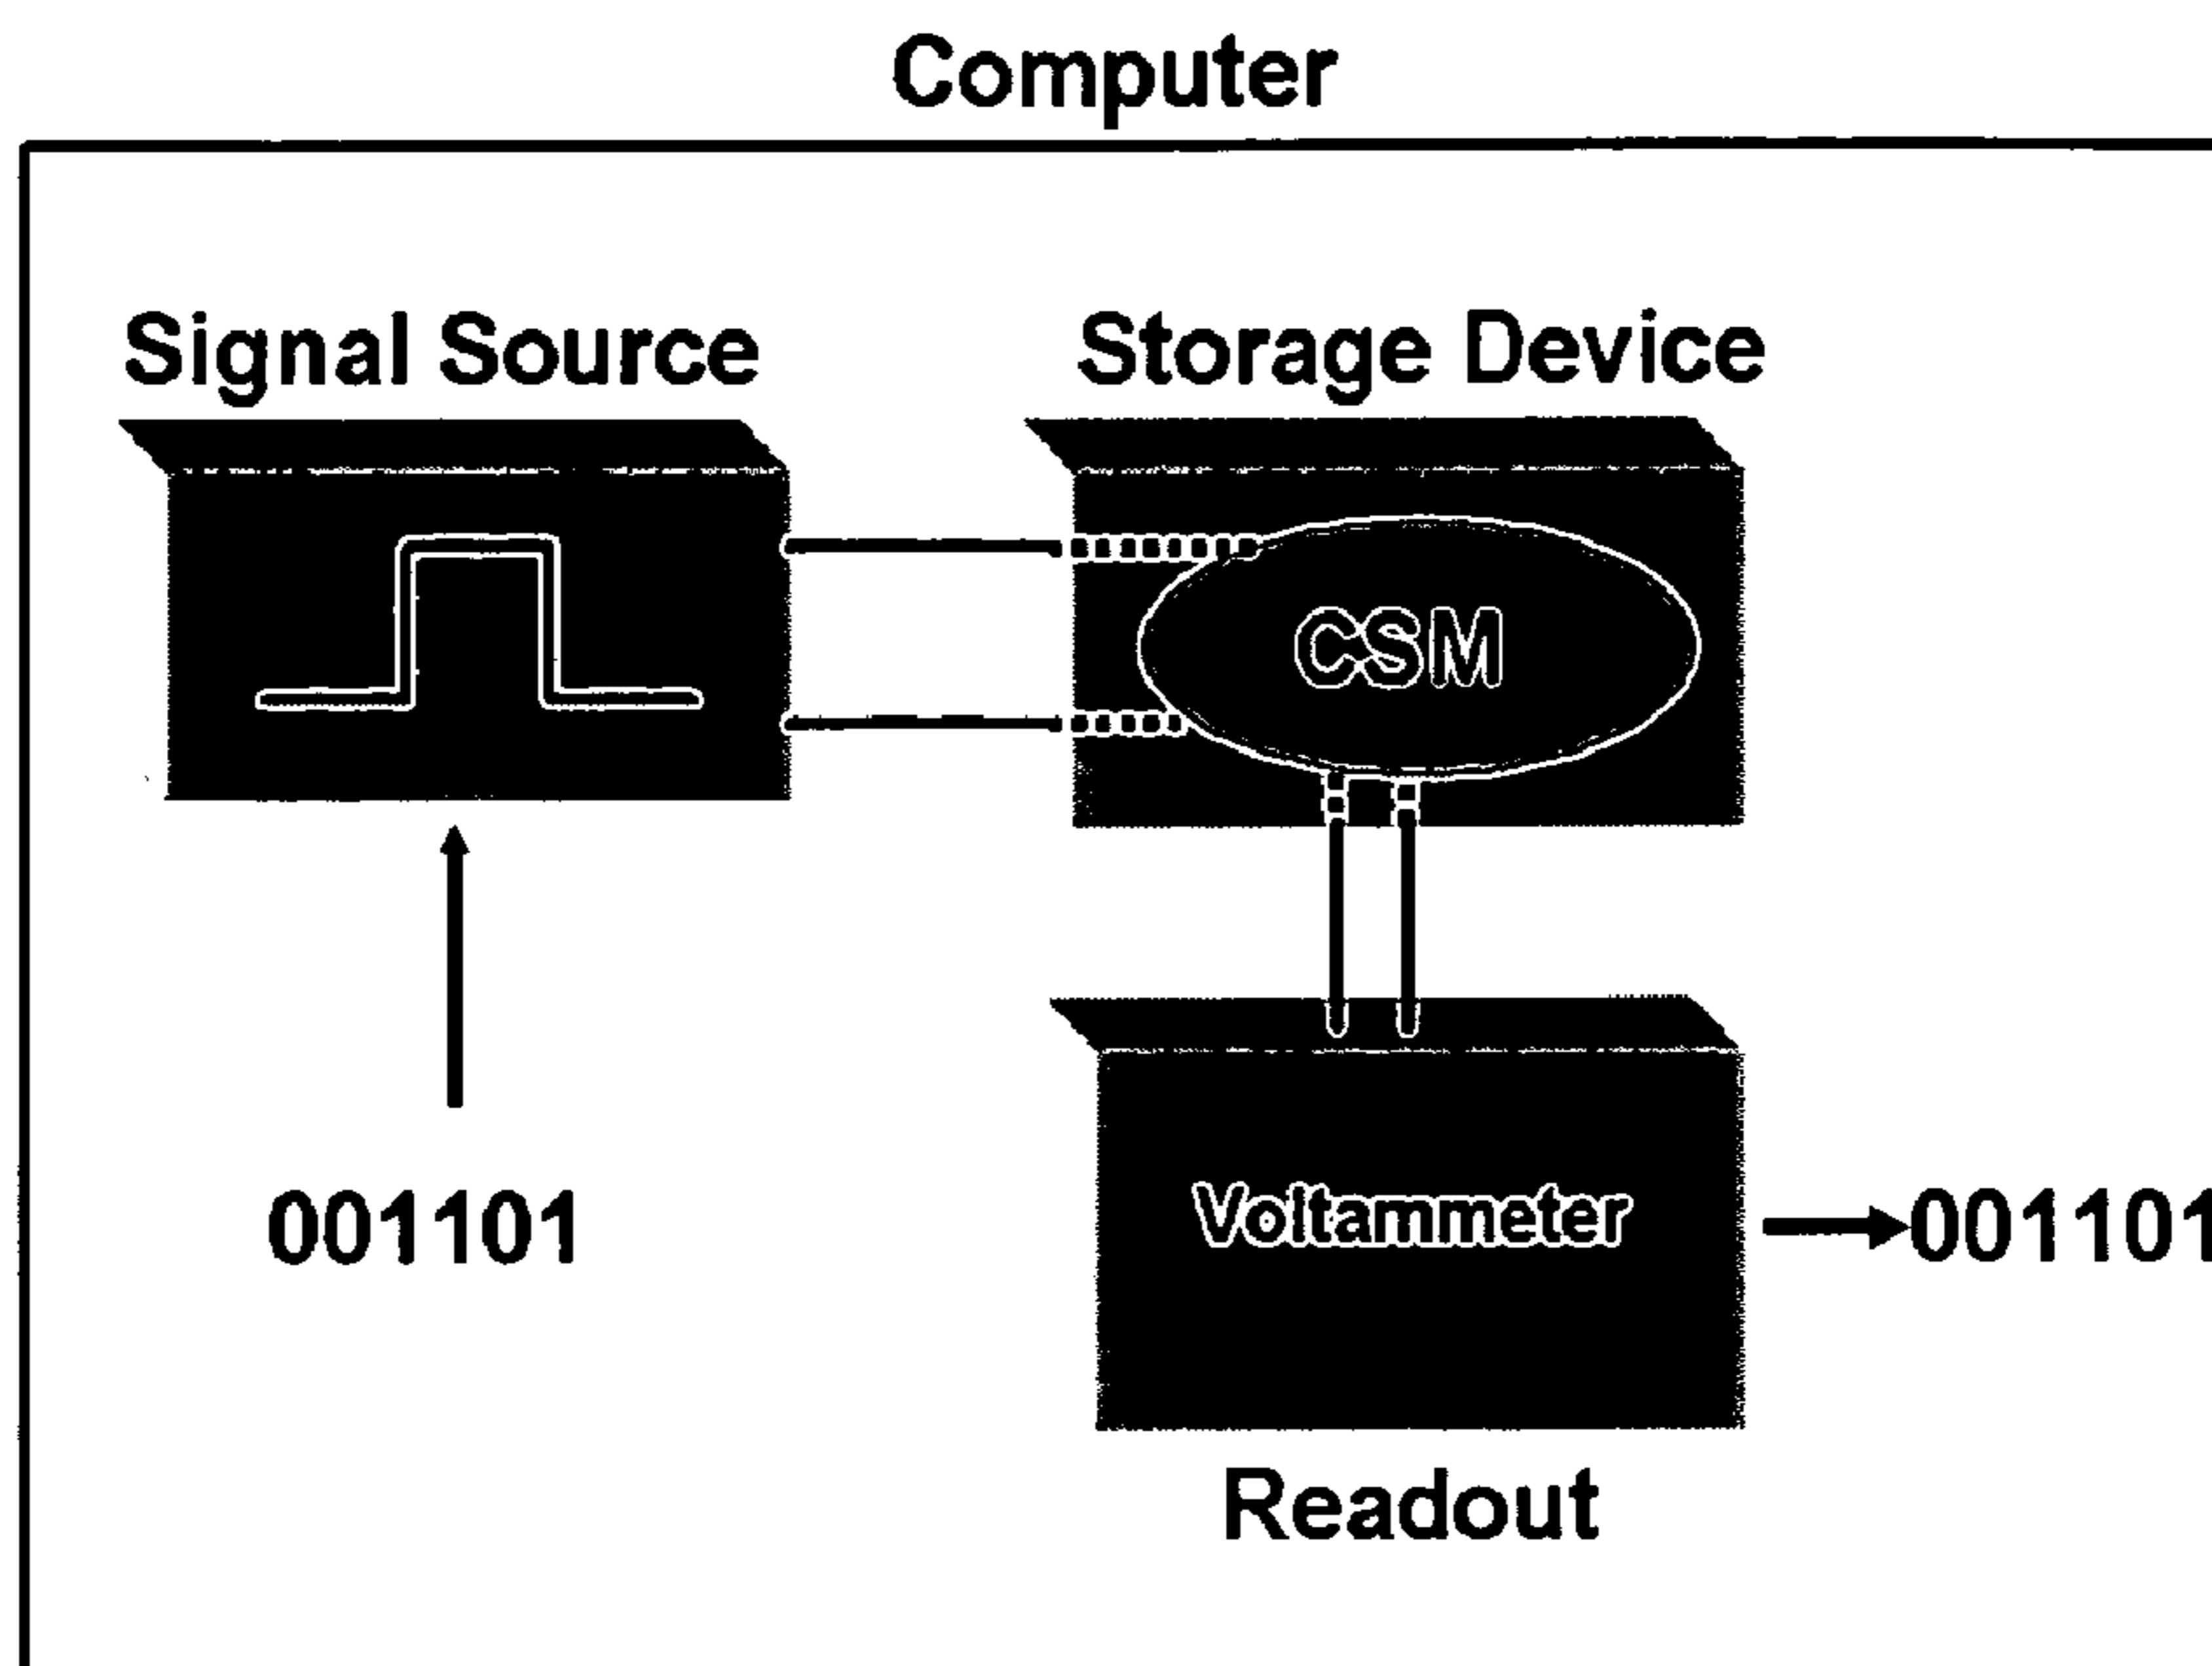 Computer
Signal Source
Storage Device
CSM
001101
Voltammeter
001101
Readout